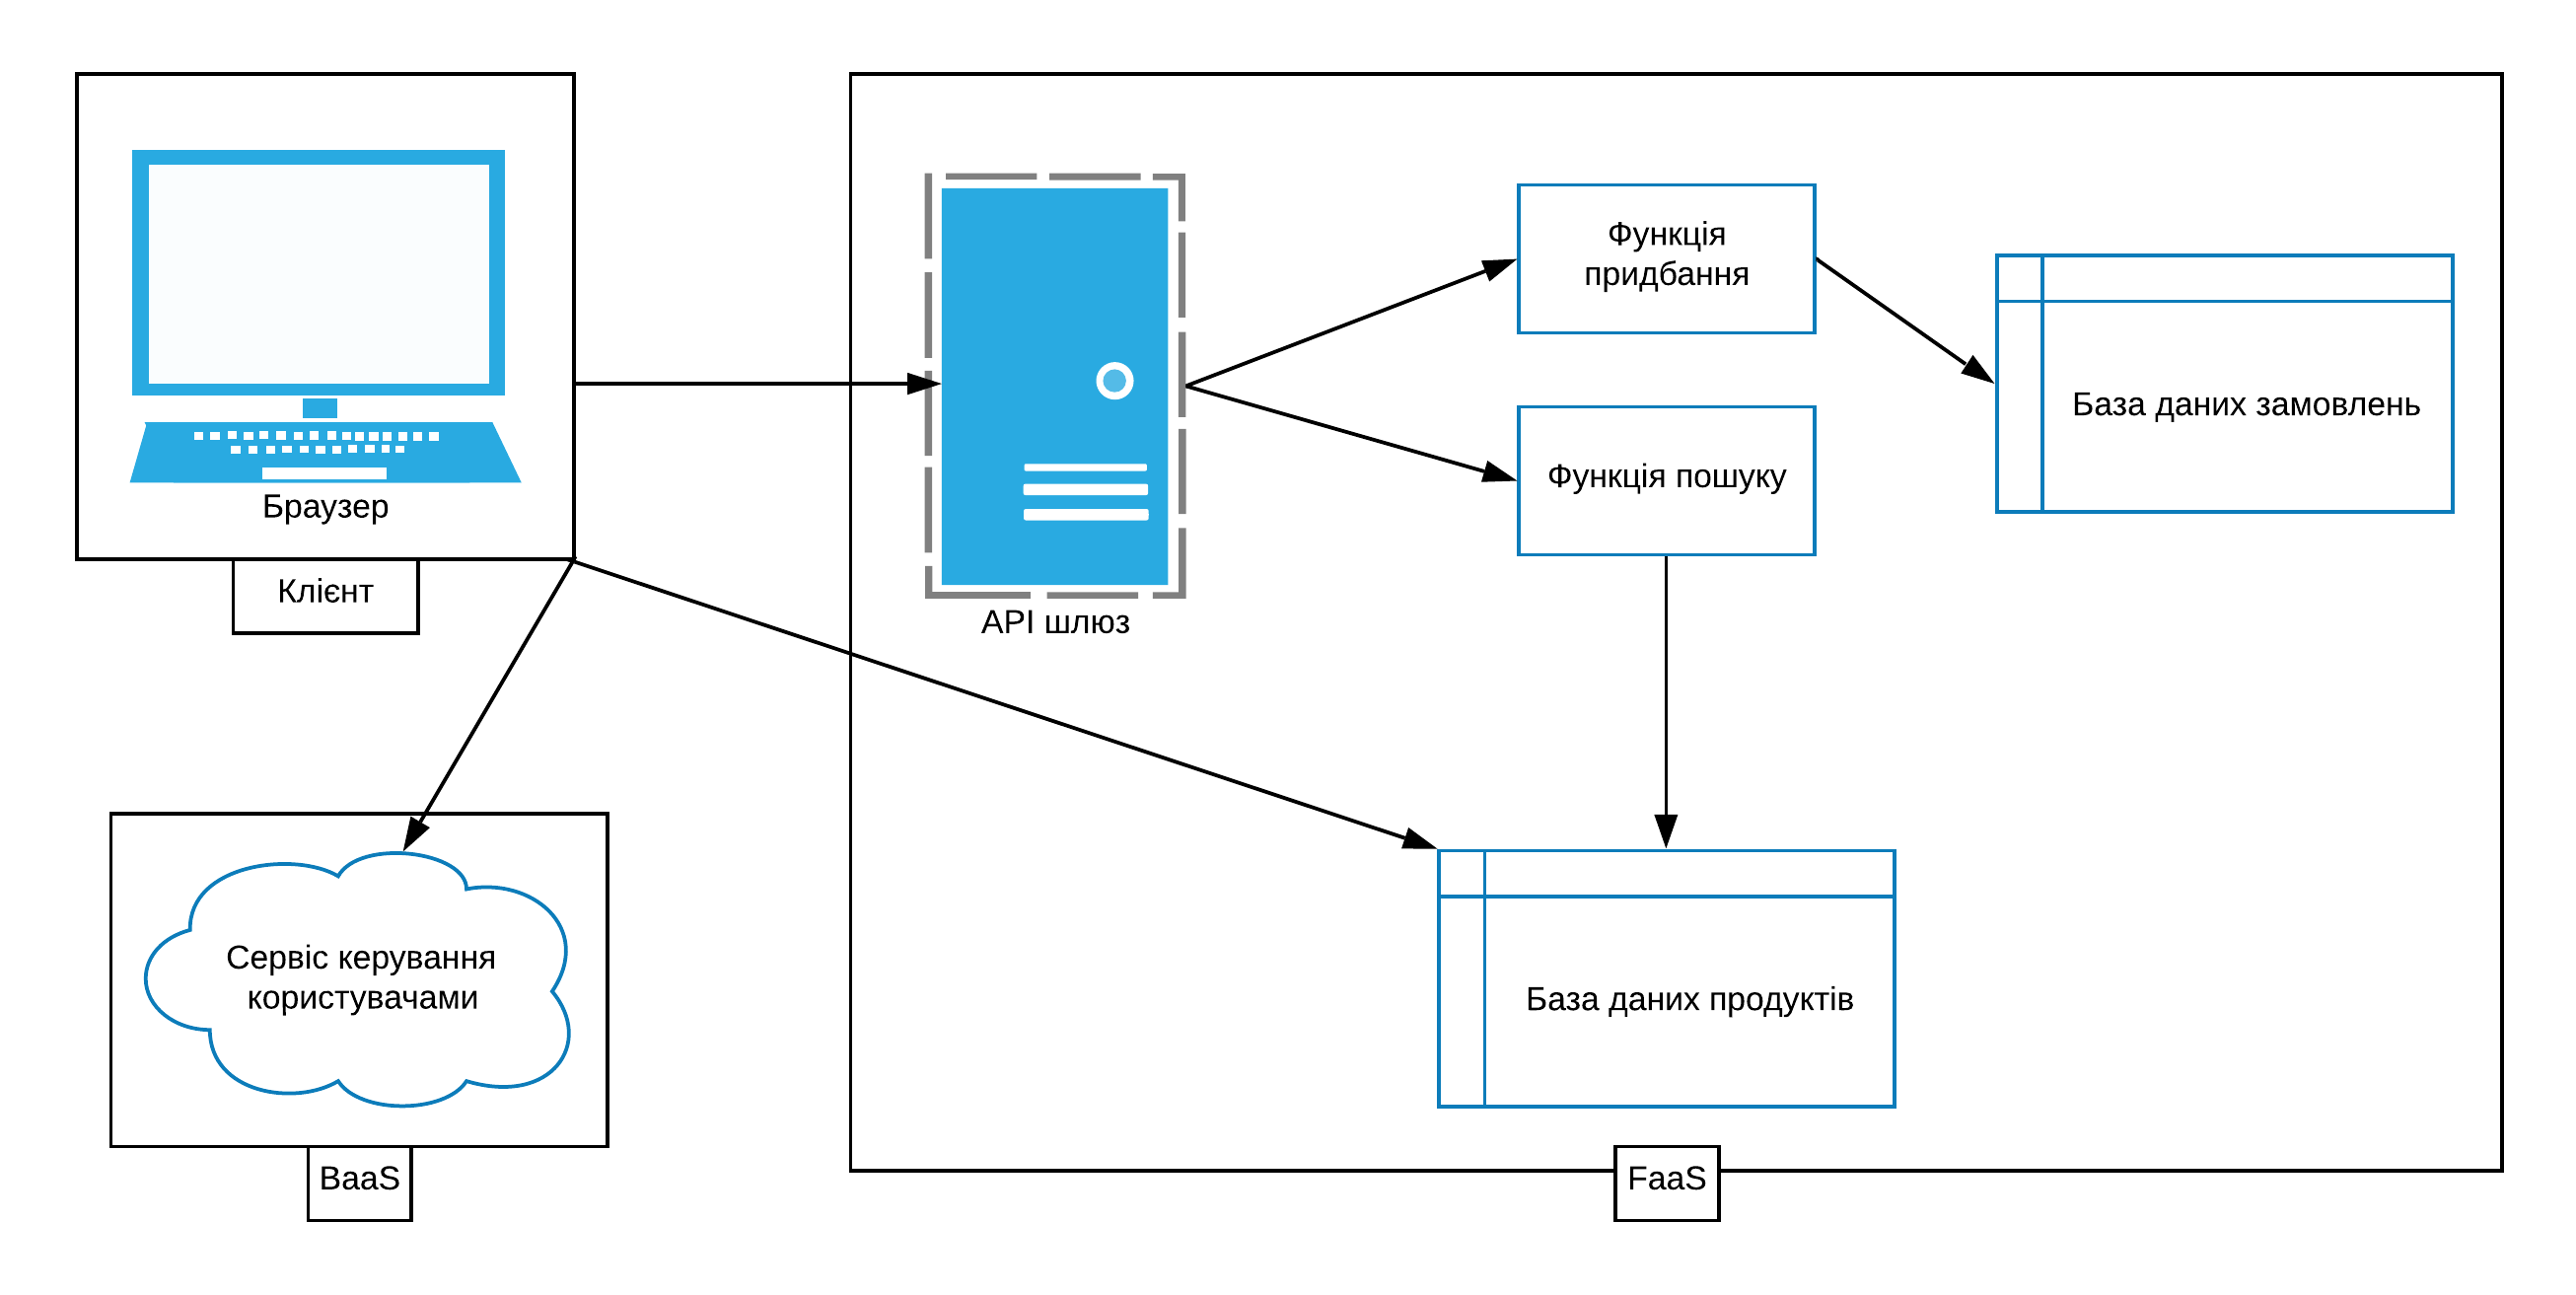 Браузер
Клієнт
API шлюз
Функція
придбання
Функція пошуку
База даних замовлень
Сервіс керування
користувачами
BaaS
База даних продуктів
FaaS